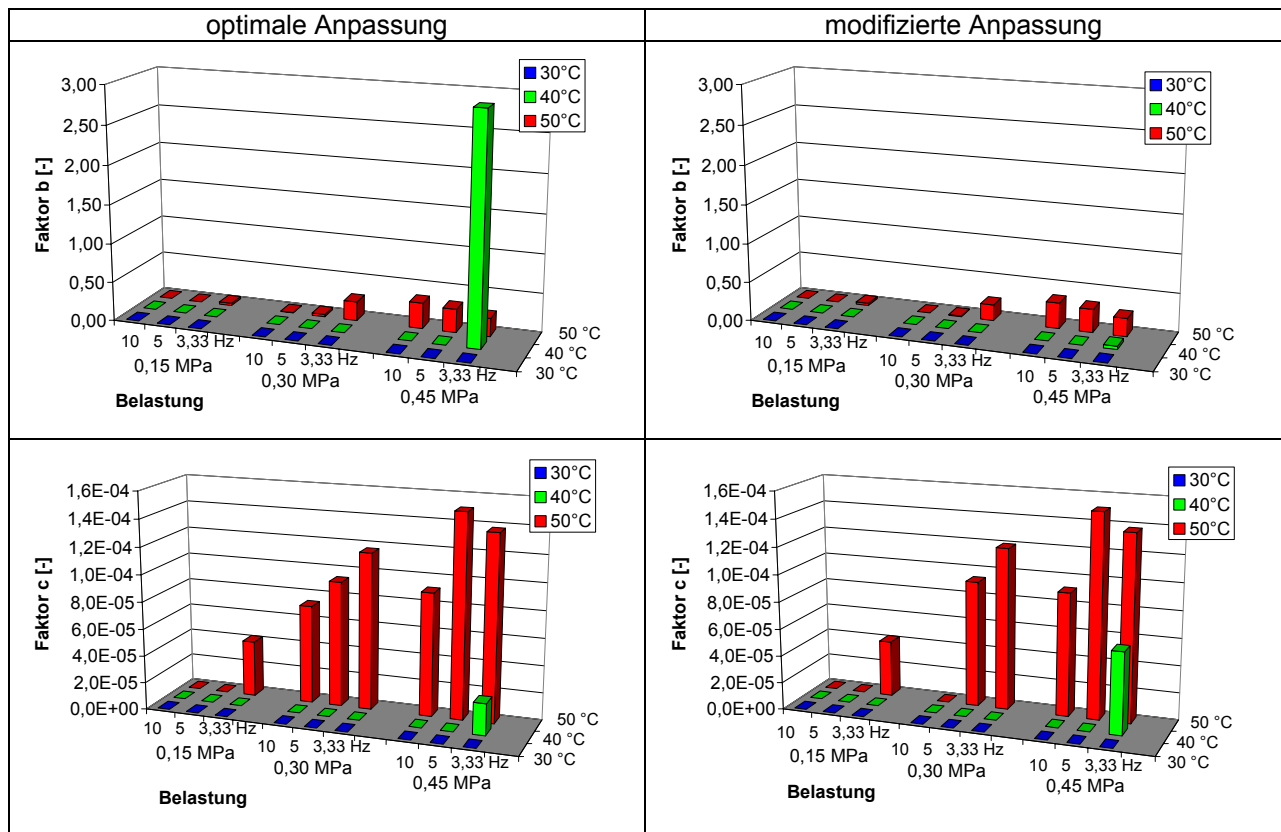 optimale Anpassung
modifizierte Anpassung
3,00
2,50
2,00
1,50
1,00
0,50
0,00
Faktor b [-]
30°C
40°C
50°C
10 5 3,33 Hz
0,15 MPa
10 5 3,33 Hz
0,30 MPa
10 5 3,33 Hz
0,45 MPa
50 °C
40 °C
30 °C
Belastung
3,00
2,50
2,00
1,50
1,00
0,50
0,00
Faktor b [-]
30°C
40°C
50°C
10 5 3,33 Hz
0,15 MPa
10 5 3,33 Hz
0,30 MPa
10 5 3,33 Hz
0,45 MPa
50 °C
40 °C
30 °C
Belastung
1,6E-04
1,4E-04
1,2E-04
1,0E-04
8,0E-05
6,0E-05
4,0E-05
2,0E-05
0,0E+00
Faktor c [-]
30°C
40°C
50°C
10 5 3,33 Hz
0,15 MPa
10 5 3,33 Hz
0,30 MPa
10 5 3,33 Hz
0,45 MPa
50 °C
40 °C
30 °C
Belastung
1,6E-04
1,4E-04
1,2E-04
1,0E-04
8,0E-05
6,0E-05
4,0E-05
2,0E-05
0,0E+00
Faktor c [-]
30°C
40°C
50°C
10 5 3,33 Hz
0,15 MPa
10 5 3,33 Hz
0,30 MPa
10 5 3,33 Hz
0,45 MPa
50 °C
40 °C
30 °C
Belastung